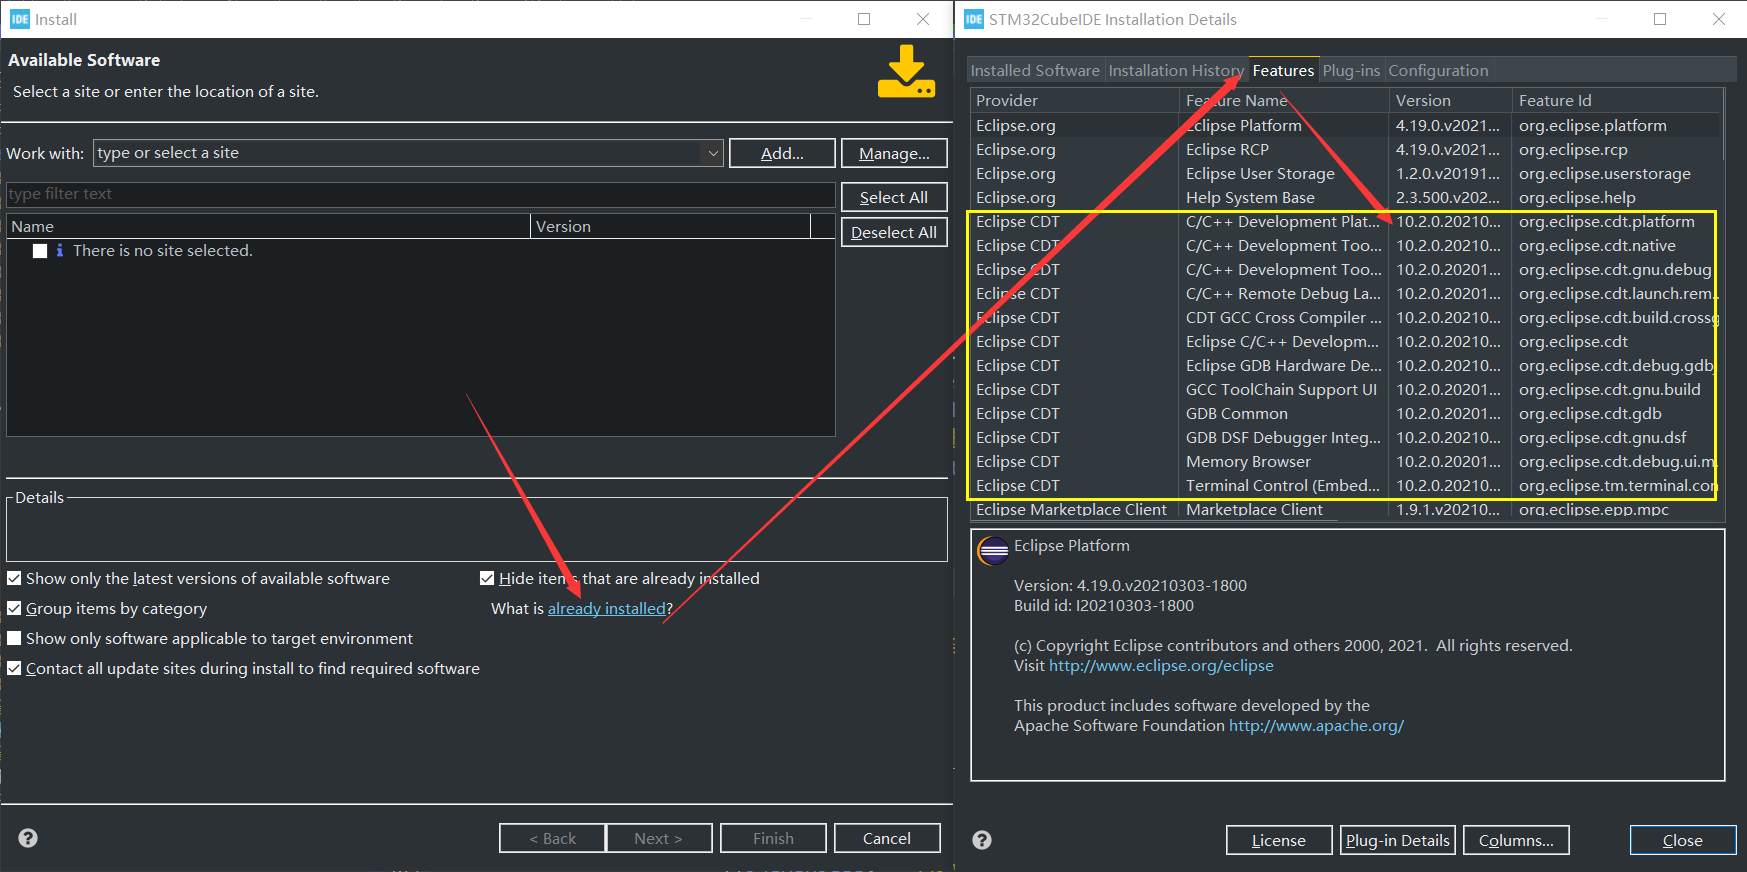 IDE Install
Available Software
Select a site or enter the location of a site.
Work with: type or select a site Add... Manage...
type filter text Select All
Name Version Deselect All
i There is no site selected.
Details
Show only the latest versions of available software Hide items that are already installed
Group items by category What is already installed?
Show only software applicable to target environment
Contact all update sites during install to find required software
? < Back Next > Finish Cancel
IDE STM32CubeIDE Installation Details
Installed Software Installation History Features Plug-ins Configuration
Provider Feature Name Version Feature Id
Eclipse.org Eclipse Platform 4.19.0.v2021... org.eclipse.platform
Eclipse.org Eclipse RCP 4.19.0.v2021... org.eclipse.rcp
Eclipse.org Eclipse User Storage 1.2.0.v20191... org.eclipse.userstorage
Eclipse.org Help System Base 2.3.500.v202... org.eclipse.help
Eclipse CDT C/C++ Development Plat... 10.2.0.20210... org.eclipse.cdt.platform
Eclipse CDT C/C++ Development Too... 10.2.0.20210... org.eclipse.cdt.native
Eclipse CDT C/C++ Development Too... 10.2.0.20201... org.eclipse.cdt.gnu.debug
Eclipse CDT C/C++ Remote Debug La... 10.2.0.20201... org.eclipse.cdt.launch.rem...
Eclipse CDT CDT GCC Cross Compiler ... 10.2.0.20210... org.eclipse.cdt.build.crossg
Eclipse CDT Eclipse C/C++ Developm... 10.2.0.20210... org.eclipse.cdt
Eclipse CDT Eclipse GDB Hardware De... 10.2.0.20210... org.eclipse.cdt.debug.gdb
Eclipse CDT GCC ToolChain Support UI 10.2.0.20201... org.eclipse.cdt.gnu.build
Eclipse CDT GDB Common 10.2.0.20210... org.eclipse.cdt.gdb
Eclipse CDT GDB DSF Debugger Integ... 10.2.0.20210... org.eclipse.cdt.gnu.dsf
Eclipse CDT Memory Browser 10.2.0.20201... org.eclipse.cdt.debug.ui.m...
Eclipse CDT Terminal Control (Embed... 10.2.0.20210... org.eclipse.tm.terminal.con
Eclipse Marketplace Client Marketplace Client 1.9.1.v20210... org.eclipse.epp.mpc
Eclipse Platform
Version: 4.19.0.v20210303-1800
Build id: I20210303-1800
(c) Copyright Eclipse contributors and others 2000, 2021. All rights reserved.
Visit http://www.eclipse.org/eclipse
This product includes software developed by the
Apache Software Foundation http://www.apache.org/
? License Plug-in Details Columns... Close